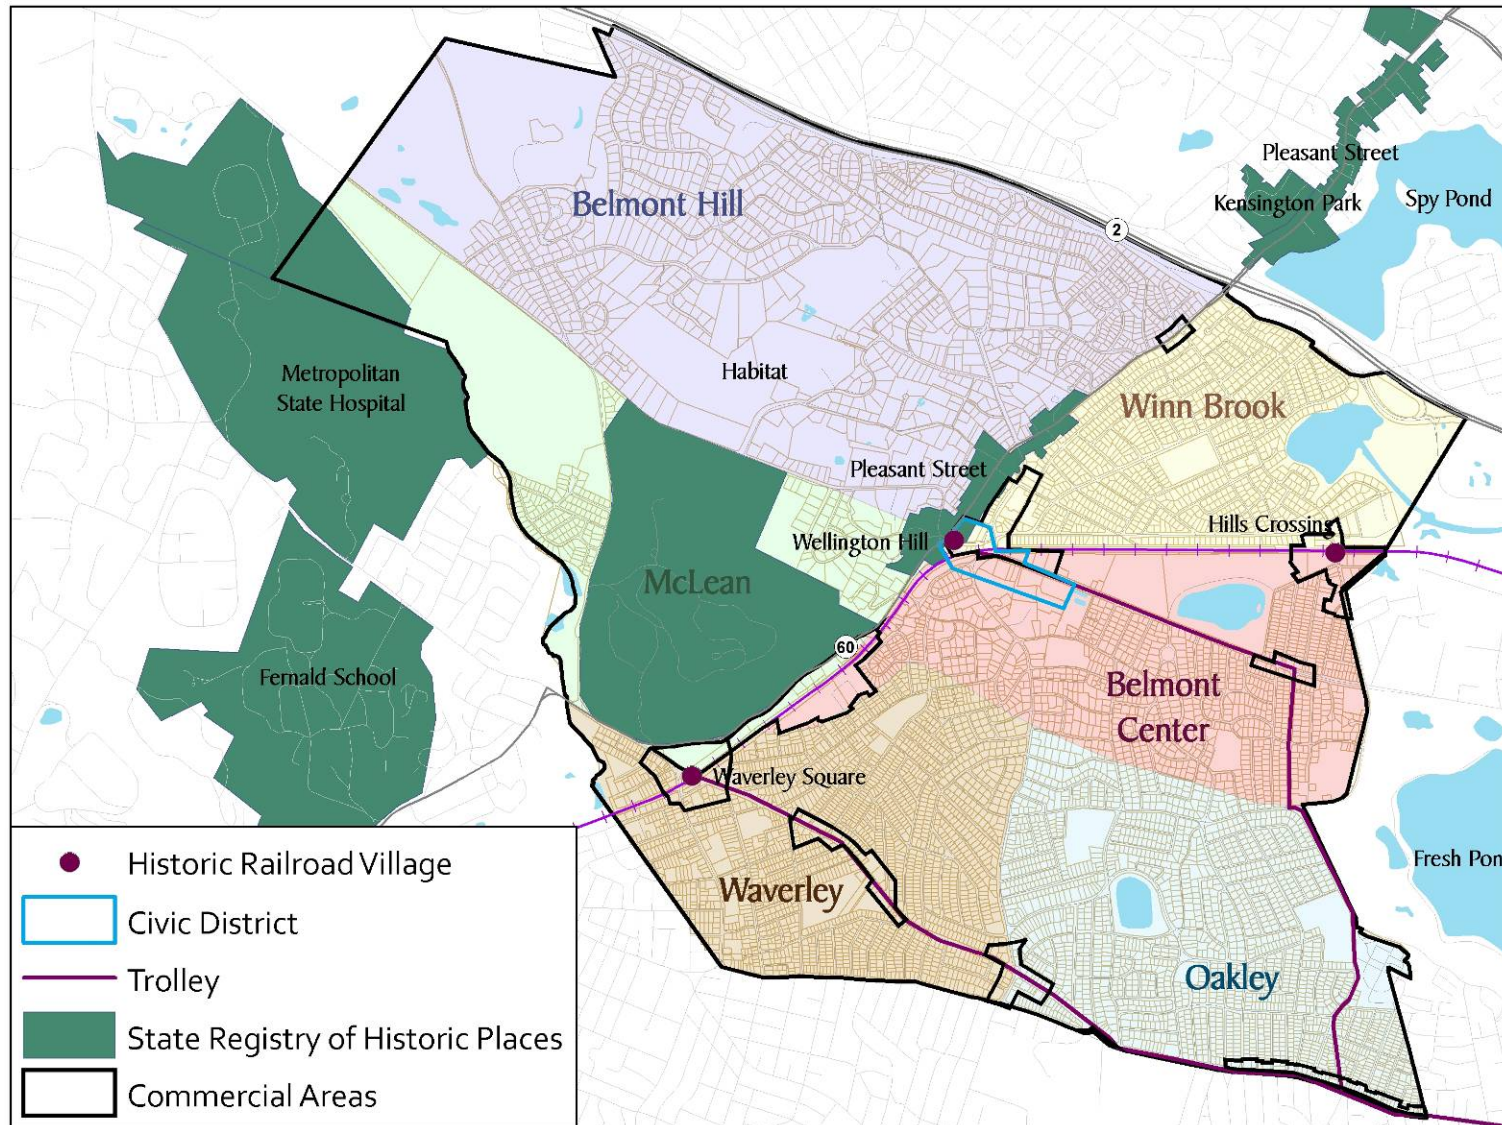 Pleasant Street
Kensington Park
Spy Pond
Belmont Hill
2
Metropolitan
State Hospital
Habitat
Winn Brook
Pleasant Street
Hills Crossing
Wellington Hill
McLean
60
Fernald School
Belmont
Center
Waverley Square
Fresh Pon
Waverley
Oakley
Historic Railroad Village
Civic District
Trolley
State Registry of Historic Places
Commercial Areas